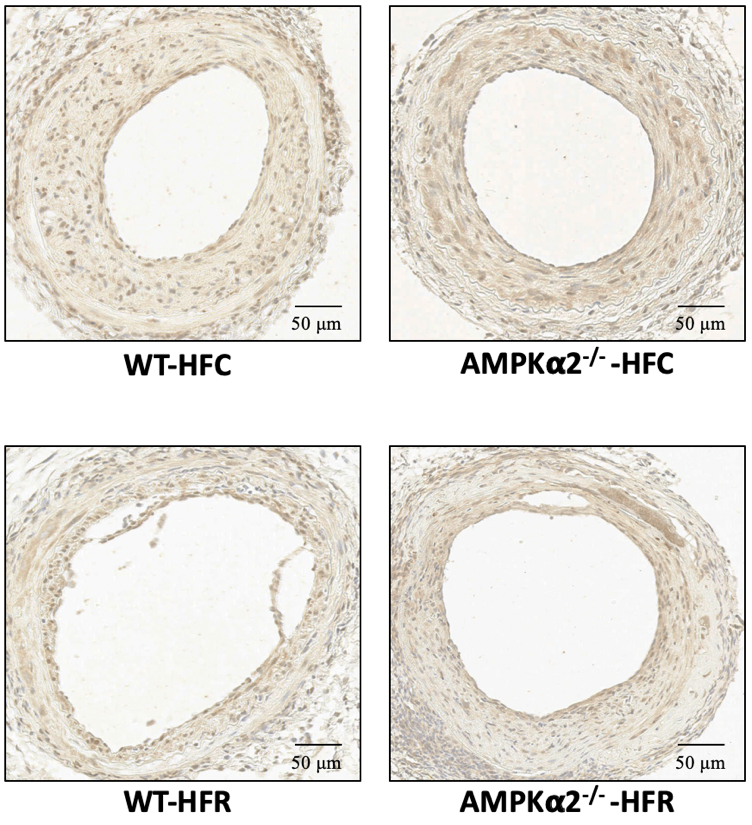 50 μm
50 μm
WT-HFC
AMPKα2-/- -HFC
50 μm
50 μm
WT-HFR
AMPKα2-/- -HFR